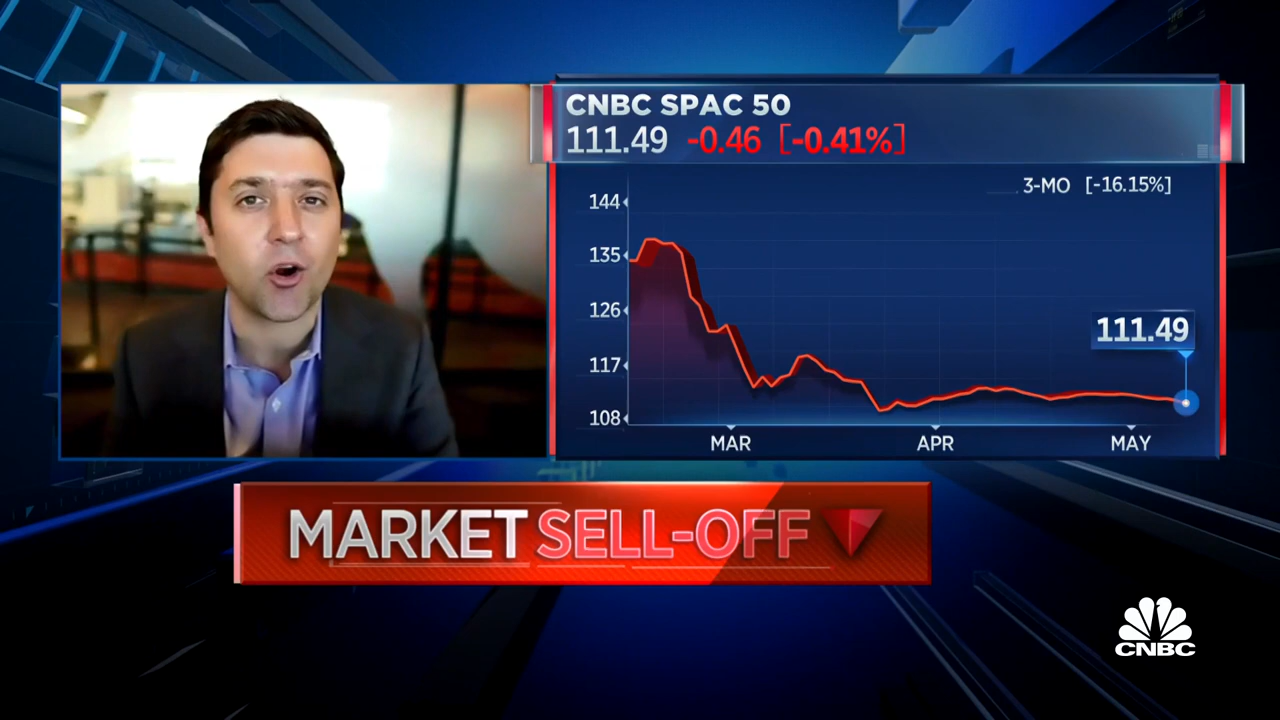 CNBC SPAC 50
111.49 -0.46 [-0.41%]
3-MO [-16.15%]
144
135
126
117
108
111.49
MAR APR MAY
MARKET SELL-OFF
CNBC